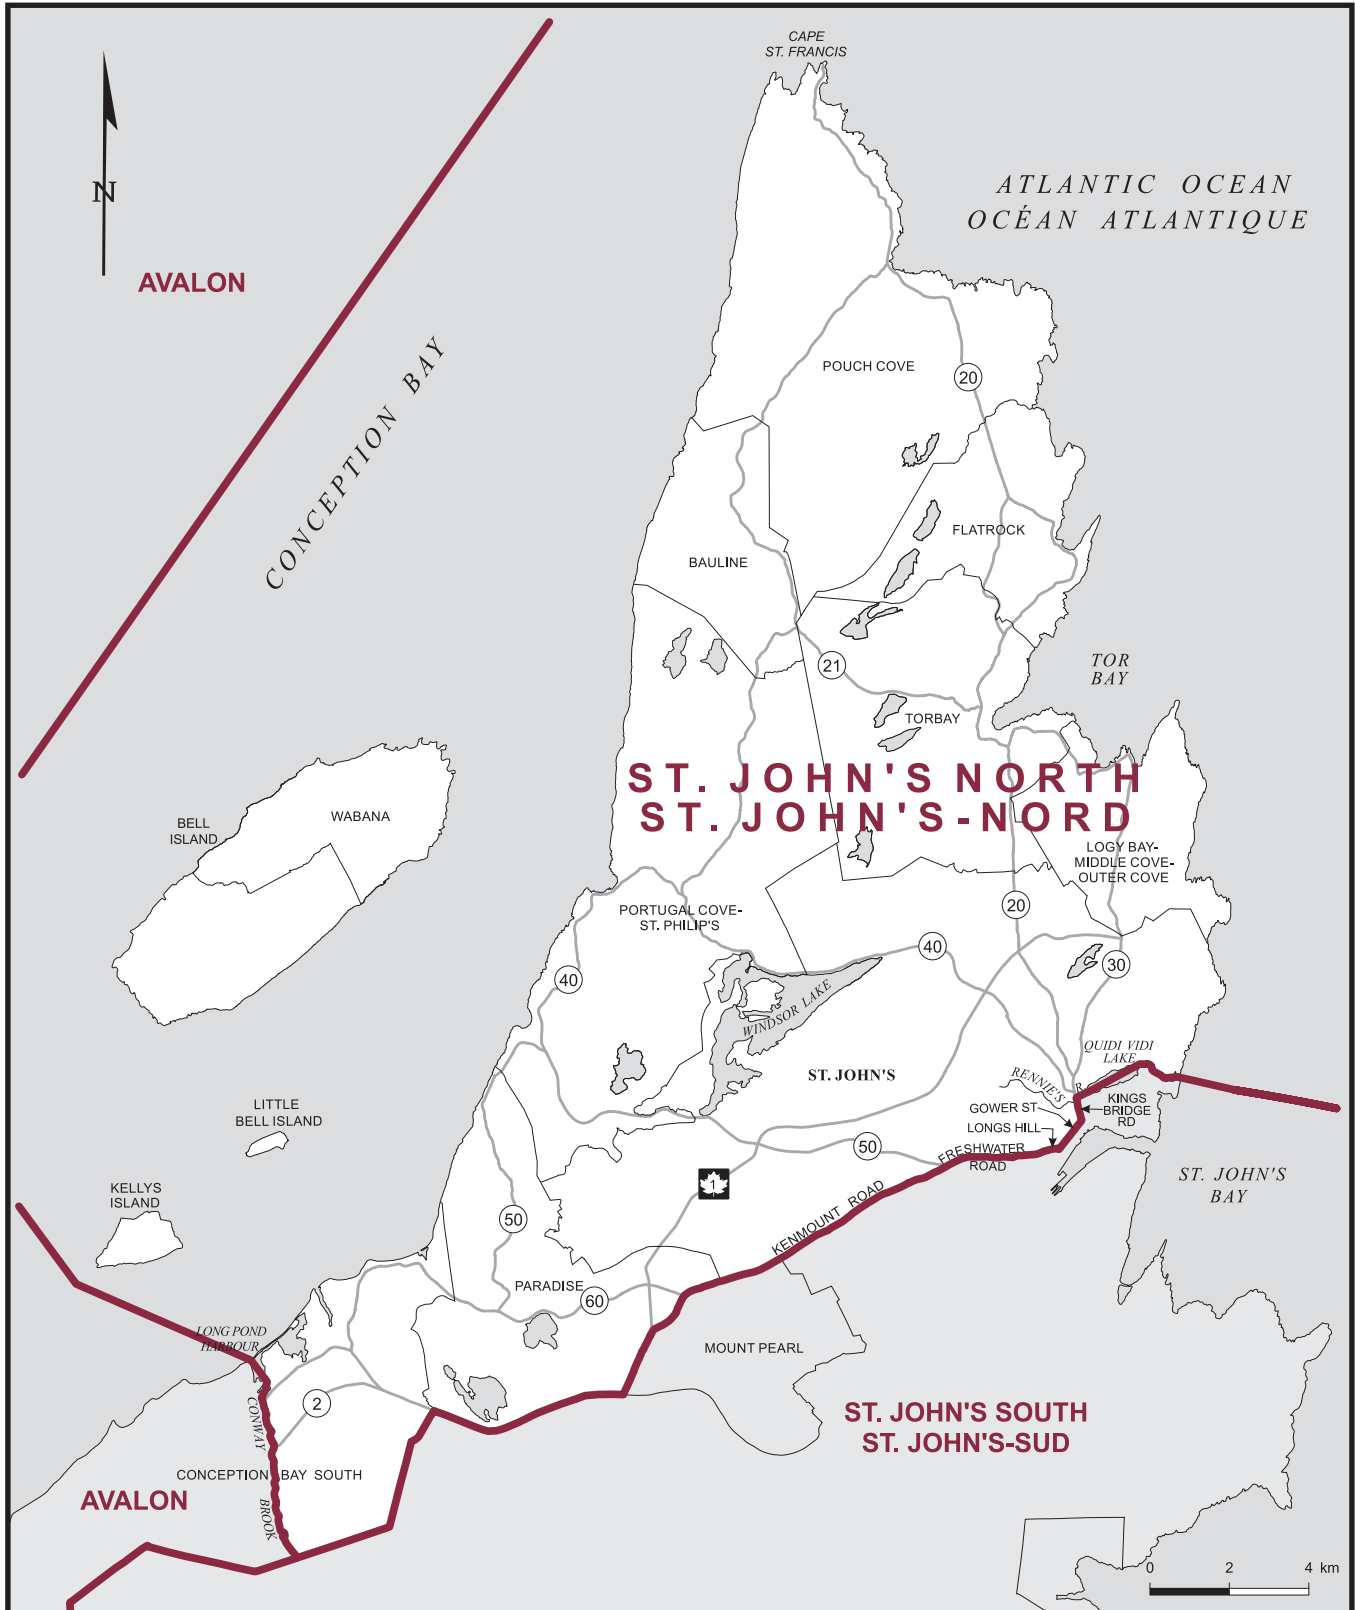 CAPE
ST. FRANCIS
ATLANTIC OCEAN
OCÉAN ATLANTIQUE
N
AVALON
CONCEPTION BAY
POUCH COVE
20
FLATROCK
BAULINE
TOR
BAY
21
TORBAY
ST. JOHN'S NORTH
ST. JOHN'S-NORD
BELL
ISLAND
WABANA
LOGY BAY-
MIDDLE COVE-
OUTER COVE
PORTUGAL COVE-
ST. PHILIP'S
20
40
40
30
WINDSOR LAKE
QUIDI VIDI
LAKE
ST. JOHN'S
RENNIE'S
R.
LITTLE
BELL ISLAND
GOWER ST
KINGS
BRIDGE
RD
LONGS HILL
50
FRESHWATER
ROAD
1
KELLYS
ISLAND
ST. JOHN'S
BAY
KENMOUNT ROAD
50
PARADISE
60
LONG POND
HARBOUR
MOUNT PEARL
2
CONWAY
BROOK
ST. JOHN'S SOUTH
ST. JOHN'S-SUD
CONCEPTION BAY SOUTH
AVALON
0 2 4 km